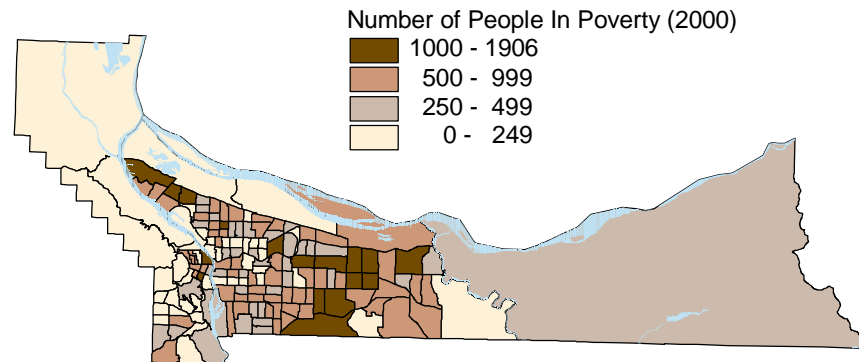 Number of People In Poverty (2000)
1000 - 1906
500 - 999
250 - 499
0 - 249